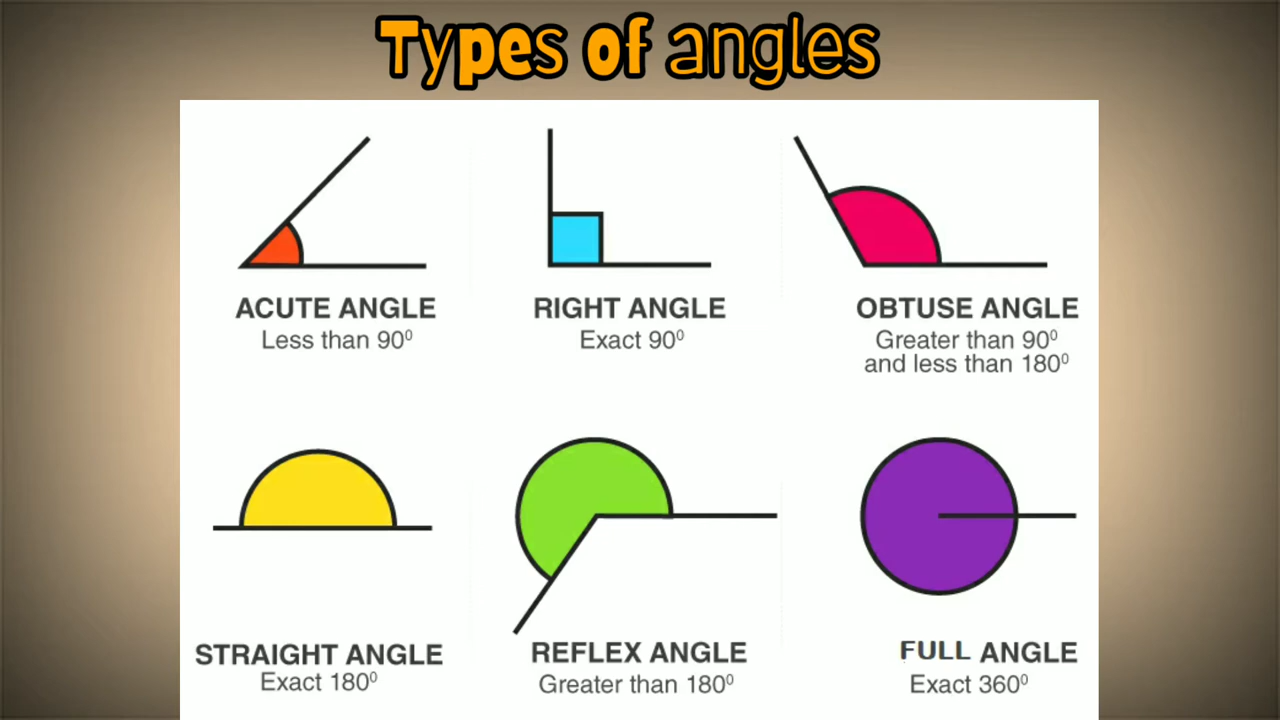 Types of angles
ACUTE ANGLE
Less than 90⁰
RIGHT ANGLE
Exact 90⁰
OBTUSE ANGLE
Greater than 90⁰
and less than 180⁰
STRAIGHT ANGLE
Exact 180⁰
REFLEX ANGLE
Greater than 180⁰
FULL ANGLE
Exact 360⁰